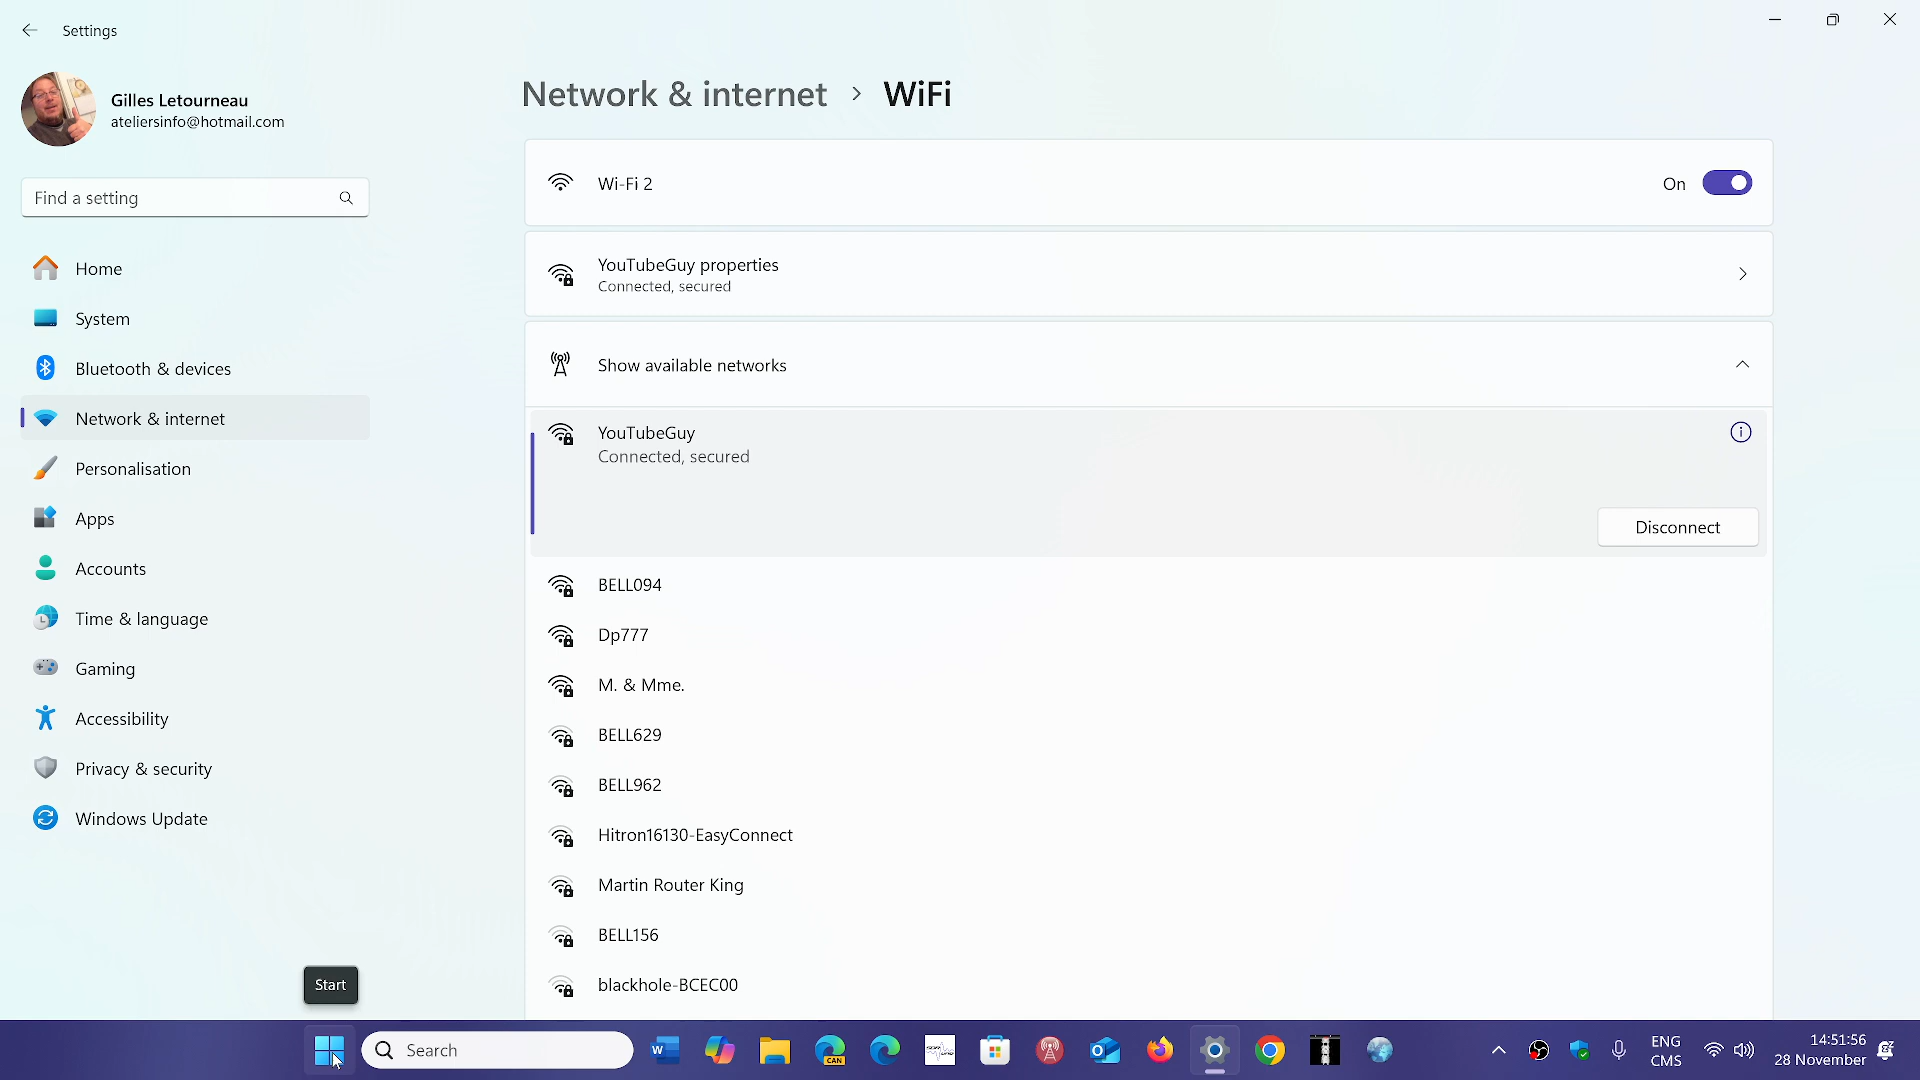 Settings
Gilles Letourneau
ateliersinfo@hotmail.com
Find a setting
Home
System
Bluetooth & devices
Network & internet
Personalisation
Apps
Accounts
Time & language
Gaming
Accessibility
Privacy & security
Windows Update
Network & internet > WiFi
Wi-Fi 2
On
YouTubeGuy properties
Connected, secured
Show available networks
YouTubeGuy
Connected, secured
Disconnect
BELL094
Dp777
M. & Mme.
BELL629
BELL962
Hitron16130-EasyConnect
Martin Router King
BELL156
blackhole-BCEC00
Start
Search
W
CAN
ENG
CMS
14:51:56
28 November